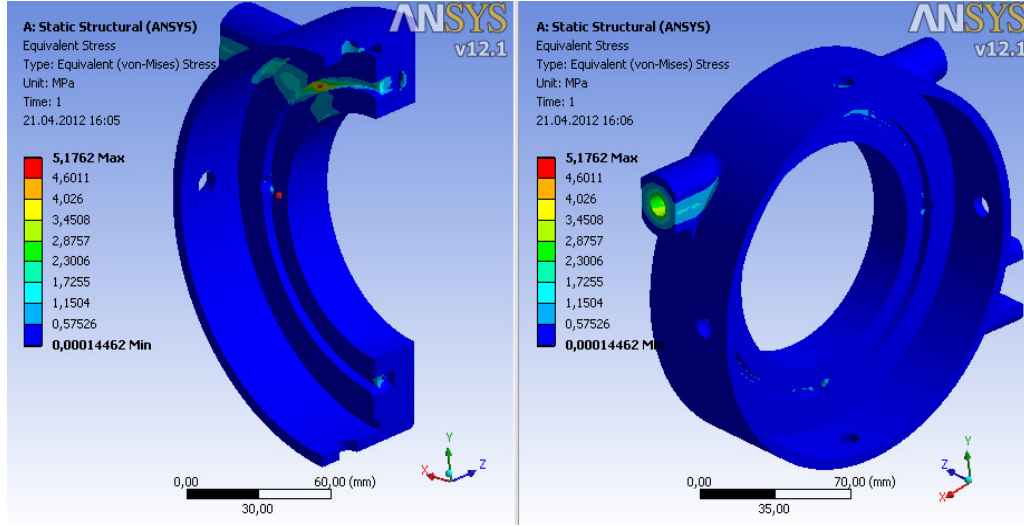 A: Static Structural (ANSYS)
Equivalent Stress
Type: Equivalent (von-Mises) Stress
Unit: MPa
Time: 1
21.04.2012 16:05
ANSYS
v12.1
5,1762 Max
4,6011
4,026
3,4508
2,8757
2,3006
1,7255
1,1504
0,57526
0,00014462 Min
0,00
60,00 (mm)
30,00
Y
X
Z
A: Static Structural (ANSYS)
Equivalent Stress
Type: Equivalent (von-Mises) Stress
Unit: MPa
Time: 1
21.04.2012 16:06
ANSYS
v12.1
5,1762 Max
4,6011
4,026
3,4508
2,8757
2,3006
1,7255
1,1504
0,57526
0,00014462 Min
0,00
70,00 (mm)
35,00
Y
Z
X